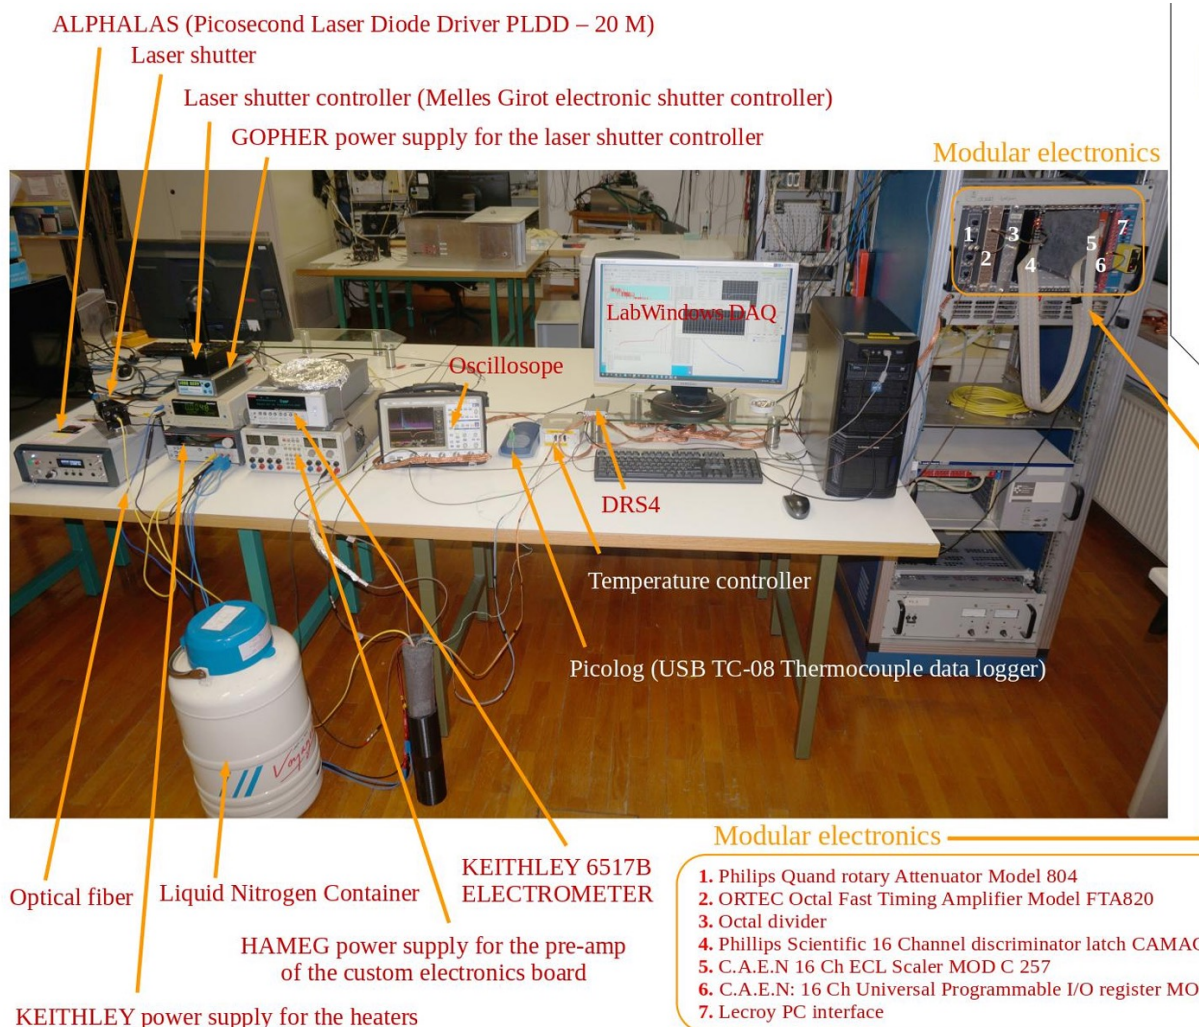 ALPHALAS (Picosecond Laser Diode Driver PLDD – 20 M)
Laser shutter
Laser shutter controller (Melles Girot electronic shutter controller)
GOPHER power supply for the laser shutter controller
Modular electronics
1
2
3
4
5
6
7
LabWindows DAQ
Oscillosope
DRS4
Temperature controller
Picolog (USB TC-08 Thermocouple data logger)
Voyag
Optical fiber
Liquid Nitrogen Container
KEITHLEY 6517B
ELECTROMETER
HAMEG power supply for the pre-amp
of the custom electronics board
KEITHLEY power supply for the heaters
Modular electronics
1. Philips Quand rotary Attenuator Model 804
2. ORTEC Octal Fast Timing Amplifier Model FTA820
3. Octal divider
4. Phillips Scientific 16 Channel discriminator latch CAMAC
5. C.A.E.N 16 Ch ECL Scaler MOD C 257
6. C.A.E.N: 16 Ch Universal Programmable I/O register MO
7. Lecroy PC interface